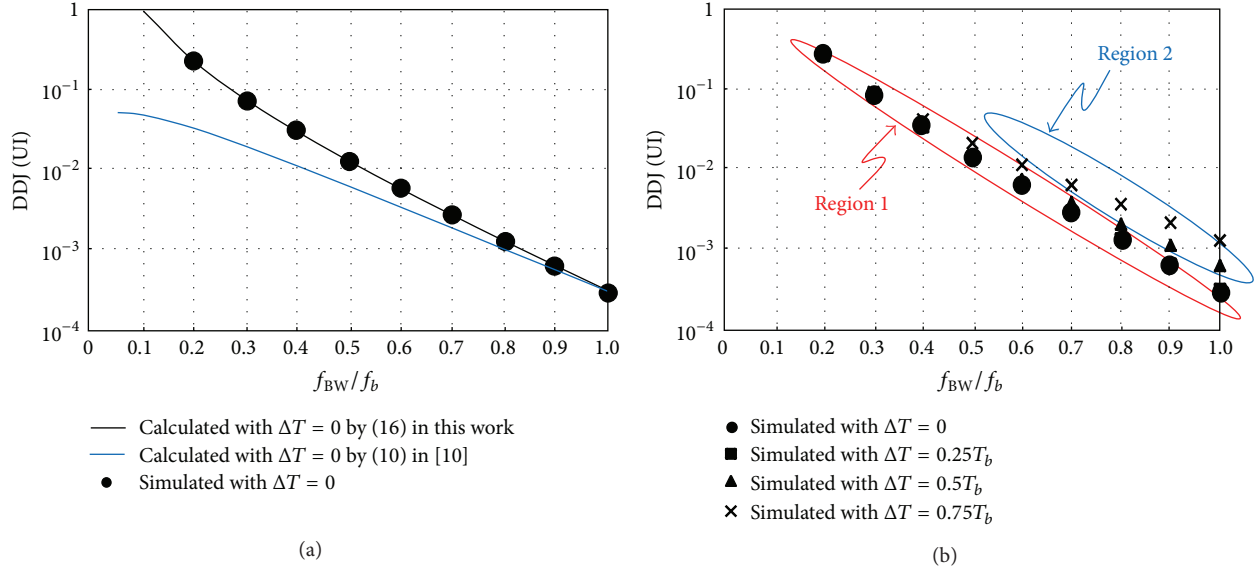 1
10⁻¹
10⁻²
10⁻³
10⁻⁴
DDJ (UI)
0 0.1 0.2 0.3 0.4 0.5 0.6 0.7 0.8 0.9 1.0
f_BW/f_b
Calculated with ΔT = 0 by (16) in this work
Calculated with ΔT = 0 by (10) in [10]
Simulated with ΔT = 0
(a)
1
10⁻¹
10⁻²
10⁻³
10⁻⁴
DDJ (UI)
Region 2
Region 1
0 0.1 0.2 0.3 0.4 0.5 0.6 0.7 0.8 0.9 1.0
f_BW/f_b
Simulated with ΔT = 0
Simulated with ΔT = 0.25T_b
Simulated with ΔT = 0.5T_b
Simulated with ΔT = 0.75T_b
(b)